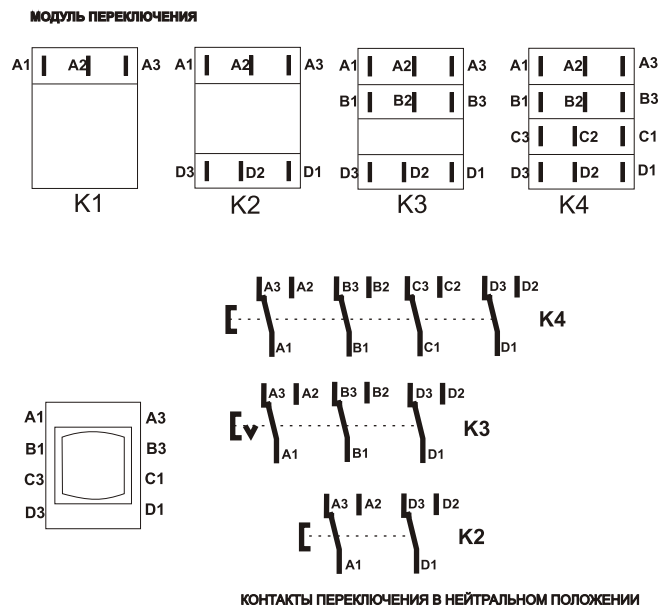 МОДУЛЬ ПЕРЕКЛЮЧЕНИЯ
A1 A2 A3 A1 A2 A3 A1 A2 A3 A1 A2 A3
B1 B2 B3 B1 B2 B3
C3 C2 C1
D3 D2 D1 D3 D2 D1 D3 D2 D1
K1 K2 K3 K4
A3 A2 B3 B2 C3 C2 D3 D2
K4
A1 B1 C1 D1
A3 A2 B3 B2 D3 D2
K3
A1 B1 D1
A1 A3
B1 B3
C3 C1
D3 D1
A3 A2 D3 D2
K2
A1 D1
КОНТАКТЫ ПЕРЕКЛЮЧЕНИЯ В НЕЙТРАЛЬНОМ ПОЛОЖЕНИИ